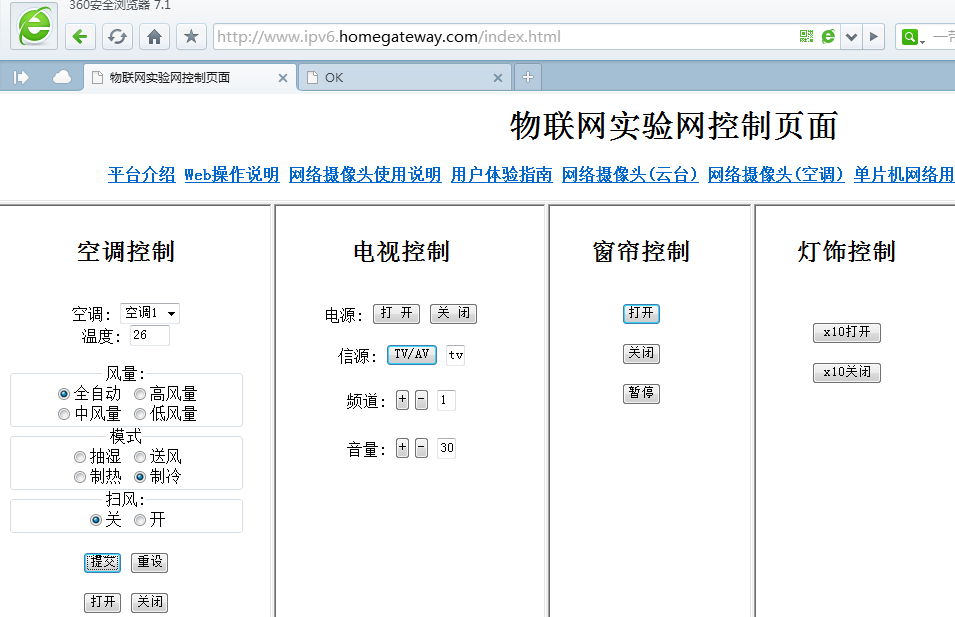 360安全浏览器 7.1
http://www.ipv6.homegateway.com/index.html
物联网实验网控制页面 OK
物联网实验网控制页面
平台介绍 Web操作说明 网络摄像头使用说明 用户体验指南 网络摄像头(云台) 网络摄像头(空调) 单片机网络用
空调控制 电视控制 窗帘控制 灯饰控制
空调: 空调1
温度: 26
风量:
全自动 高风量
中风量 低风量
模式
抽湿 送风
制热 制冷
扫风:
关 开
提交 重设
打开 关闭
电源: 打 开 关 闭
信源: TV/AV tv
频道: + - 1
音量: + - 30
打开
关闭
暂停
x10打开
x10关闭